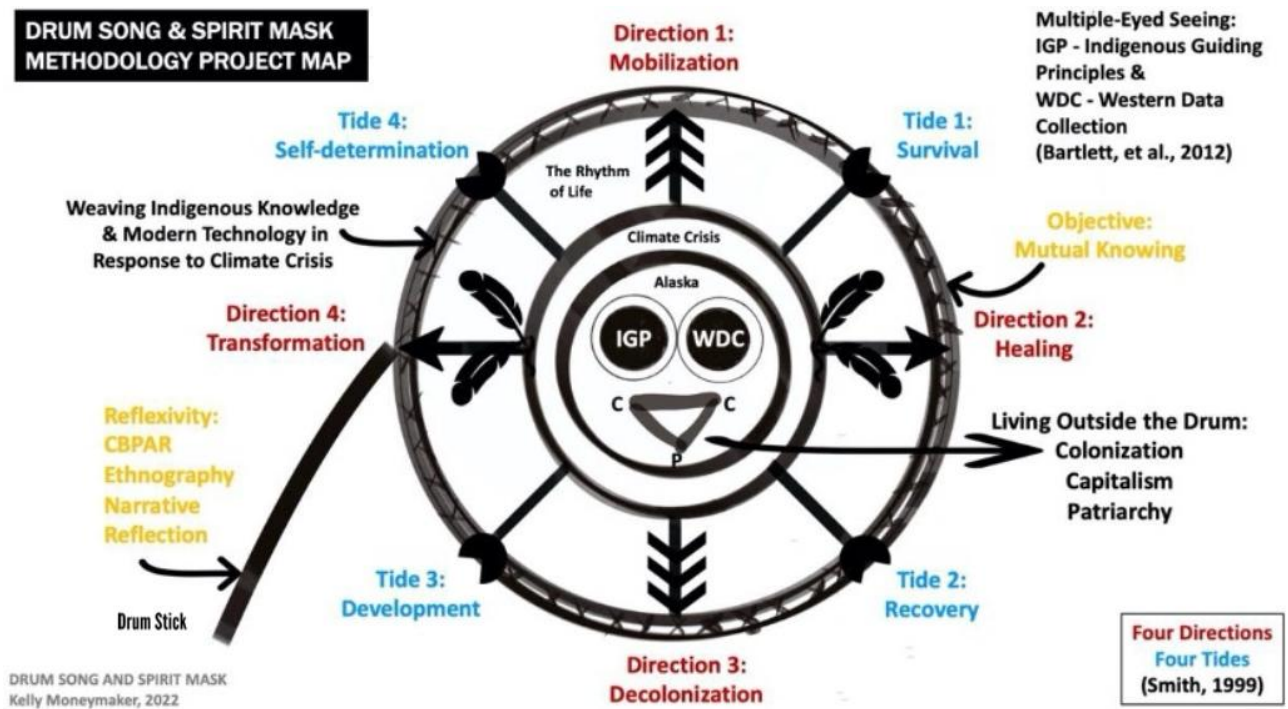 DRUM SONG & SPIRIT MASK
METHODOLOGY PROJECT MAP
Direction 1:
Mobilization
Multiple-Eyed Seeing:
IGP - Indigenous Guiding
Principles &
WDC - Western Data
Collection
(Bartlett, et al., 2012)
Tide 4:
Self-determination
Tide 1:
Survival
The Rhythm
of Life
Weaving Indigenous Knowledge
& Modern Technology in
Response to Climate Crisis
Climate Crisis
Objective:
Mutual Knowing
Alaska
IGP
WDC
Direction 4:
Transformation
Direction 2:
Healing
C
C
P
Reflexivity:
CBPAR
Ethnography
Narrative
Reflection
Living Outside the Drum:
Colonization
Capitalism
Patriarchy
Tide 3:
Development
Tide 2:
Recovery
Drum Stick
Direction 3:
Decolonization
Four Directions
Four Tides
(Smith, 1999)
DRUM SONG AND SPIRIT MASK
Kelly Moneymaker, 2022